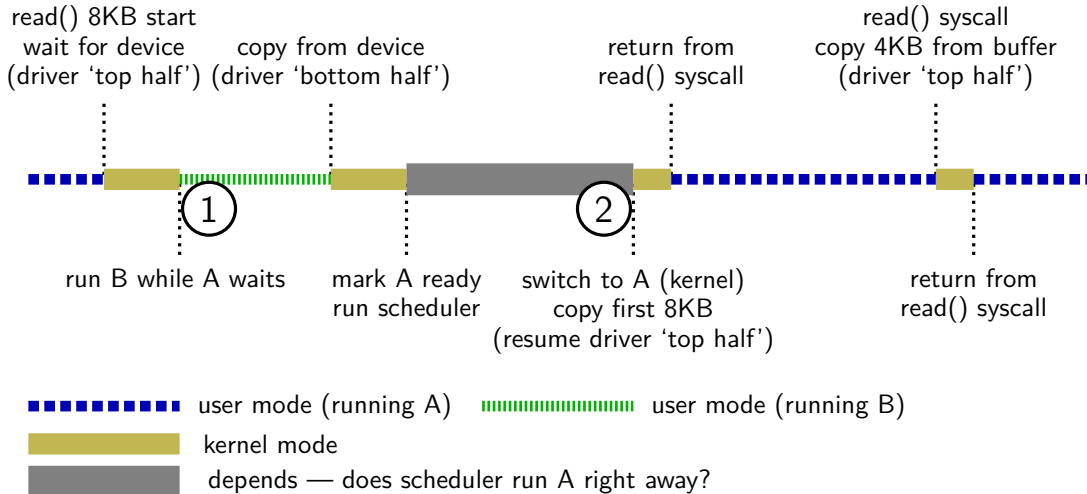 read() 8KB start
wait for device
(driver ‘top half’)
copy from device
(driver ‘bottom half’)
return from
read() syscall
read() syscall
copy 4KB from buffer
(driver ‘top half’)
1
2
run B while A waits
mark A ready
run scheduler
switch to A (kernel)
copy first 8KB
(resume driver ‘top half’)
return from
read() syscall
user mode (running A)
user mode (running B)
kernel mode
depends — does scheduler run A right away?